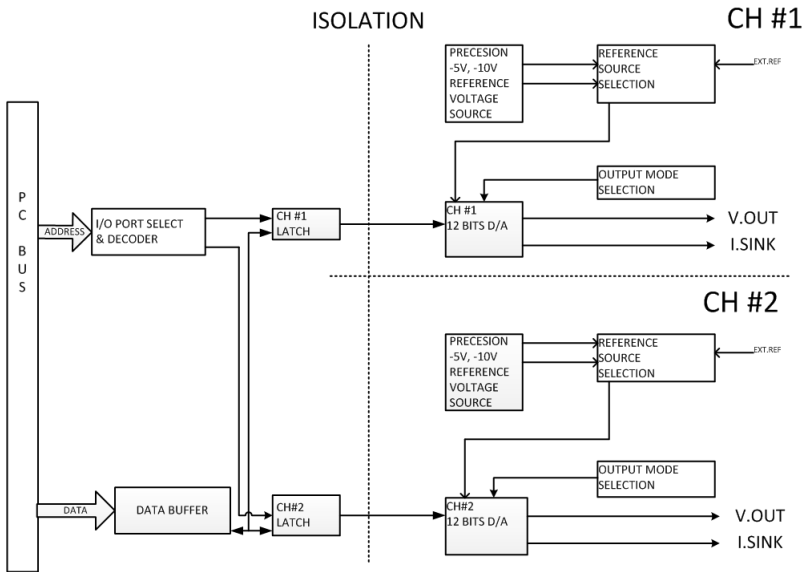 ISOLATION
CH #1
PRECESION
-5V, -10V
REFERENCE
VOLTAGE
SOURCE
REFERENCE
SOURCE
SELECTION
EXT.REF
OUTPUT MODE
SELECTION
PC BUS
ADDRESS
I/O PORT SELECT
& DECODER
CH #1
LATCH
CH #1
12 BITS D/A
V.OUT
I.SINK
CH #2
PRECESION
-5V, -10V
REFERENCE
VOLTAGE
SOURCE
REFERENCE
SOURCE
SELECTION
EXT.REF
OUTPUT MODE
SELECTION
DATA
DATA BUFFER
CH#2
LATCH
CH#2
12 BITS D/A
V.OUT
I.SINK